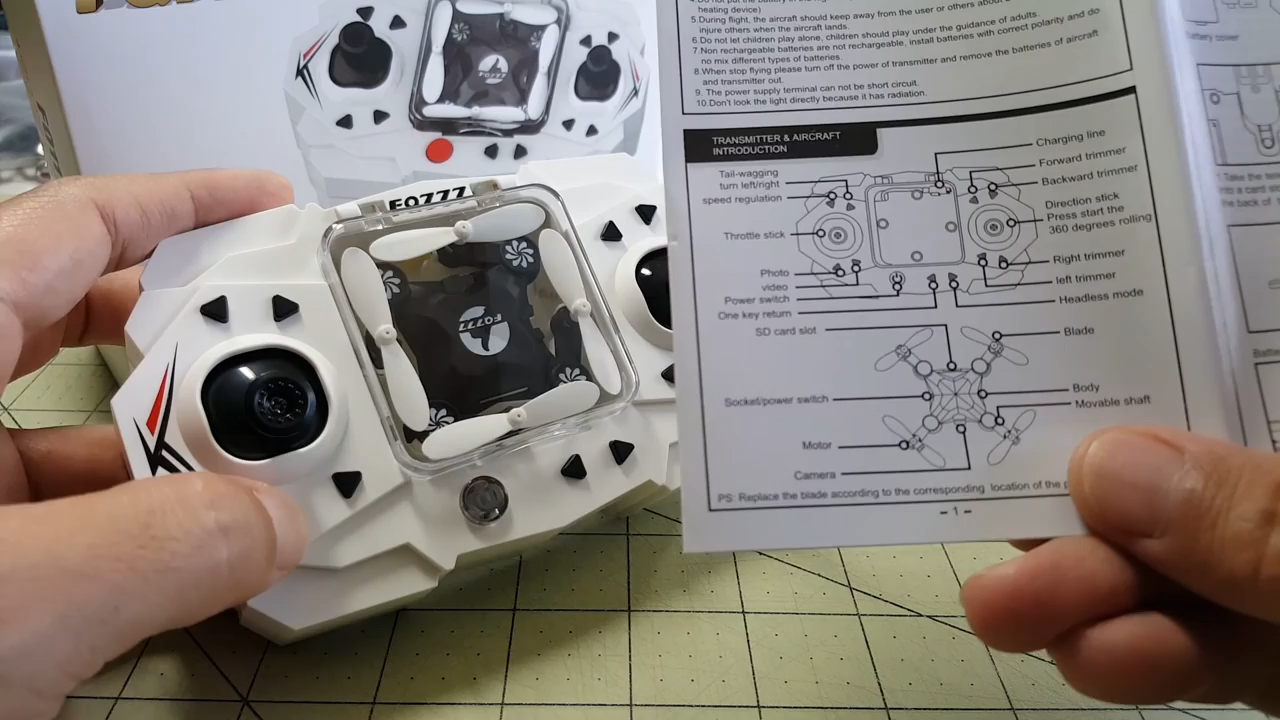 FQ777
FQ777
FQ777
heating device)
5.During flight, the aircraft should keep away from the user or others
injure others when the aircraft lands.
6.Do not let children play alone, children should play under the guidance of adults.
7.Non rechargeable batteries are not rechargeable, install batteries with correct polarity and do
no mix different types of batteries.
8.When stop flying please turn off the power of transmitter and remove the batteries of aircraft
and transmitter out.
9. The power supply terminal can not be short circuit.
10.Don't look the light directly because it has radiation.
TRANSMITTER & AIRCRAFT
INTRODUCTION
Tail-wagging
turn left/right
speed regulation
Throttle stick
Photo
video
Power switch
One key return
Charging line
Forward trimmer
Backward trimmer
Direction stick
Press start the
360 degrees rolling
Right trimmer
left trimmer
Headless mode
SD card slot
Socket/power switch
Motor
Camera
Blade
Body
Movable shaft
PS: Replace the blade according to the corresponding location of the
– 1 –
battery cover